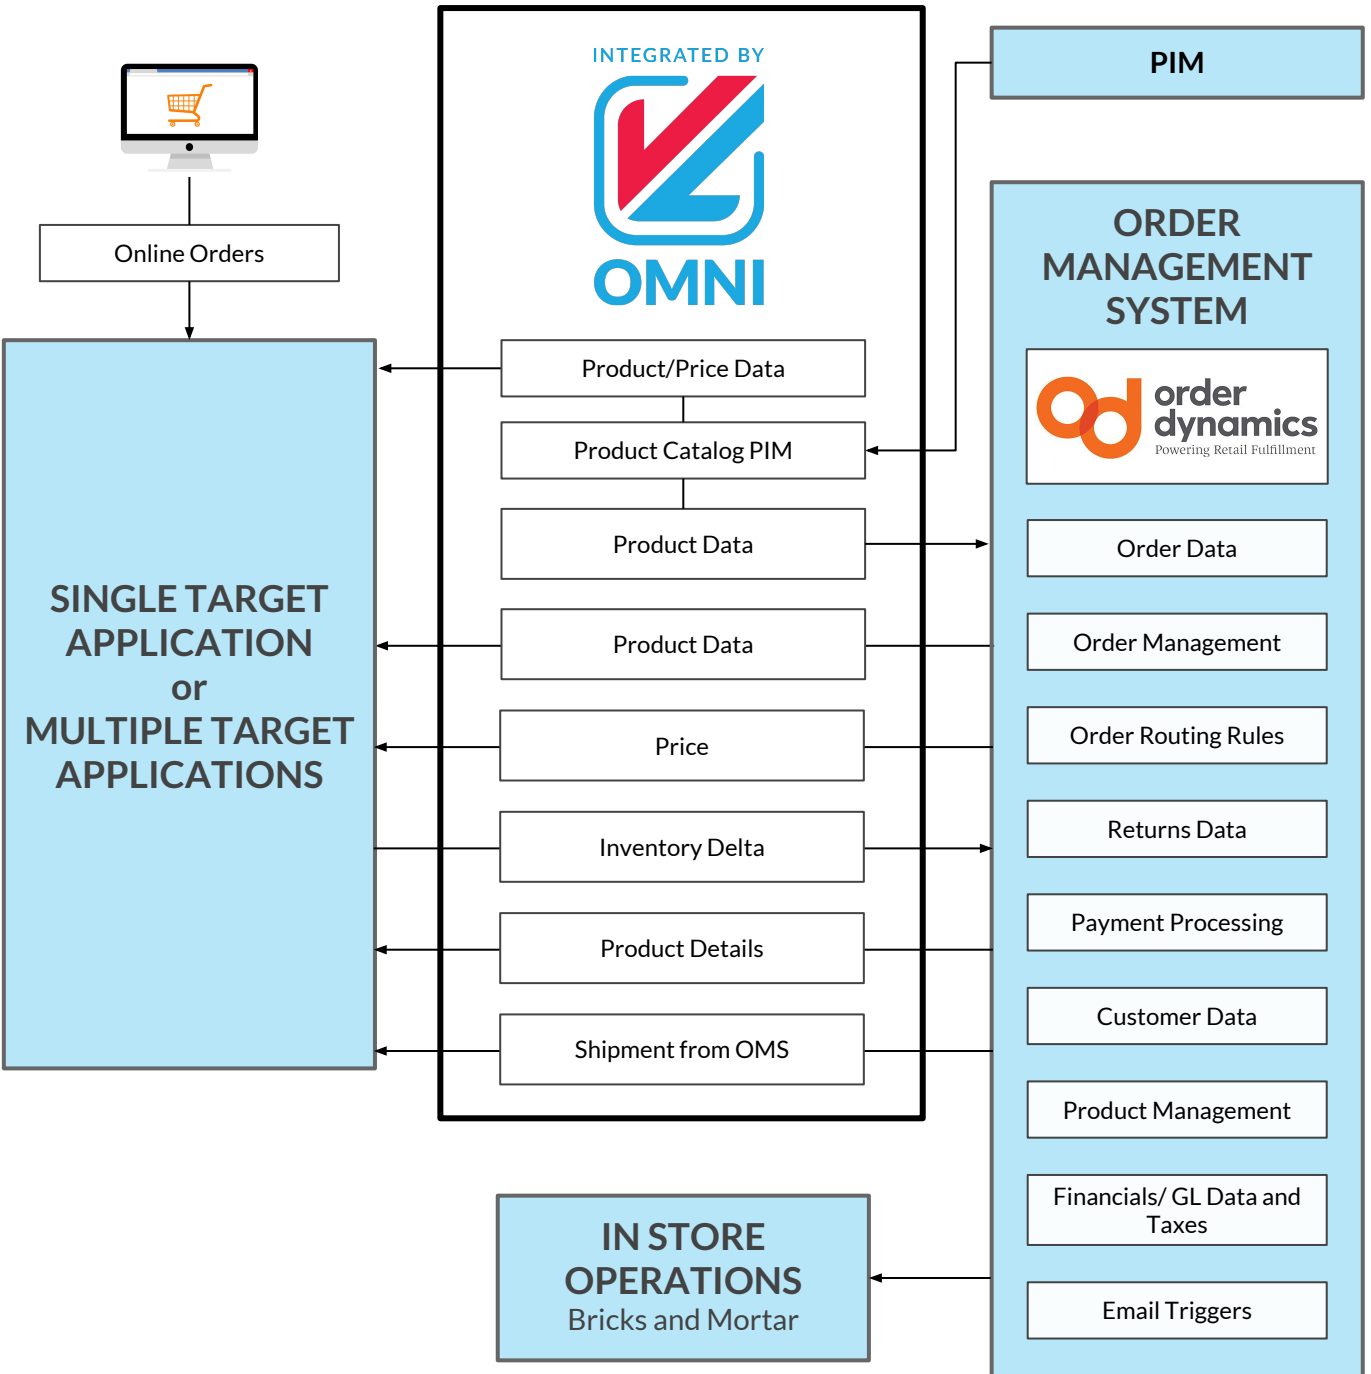 INTEGRATED BY
OMNI
PIM
Online Orders
SINGLE TARGET
APPLICATION
or
MULTIPLE TARGET
APPLICATIONS
Product/Price Data
Product Catalog PIM
Product Data
Product Data
Price
Inventory Delta
Product Details
Shipment from OMS
ORDER
MANAGEMENT
SYSTEM
order
dynamics
Powering Retail Fulfillment
Order Data
Order Management
Order Routing Rules
Returns Data
Payment Processing
Customer Data
Product Management
Financials/ GL Data and
Taxes
Email Triggers
IN STORE
OPERATIONS
Bricks and Mortar